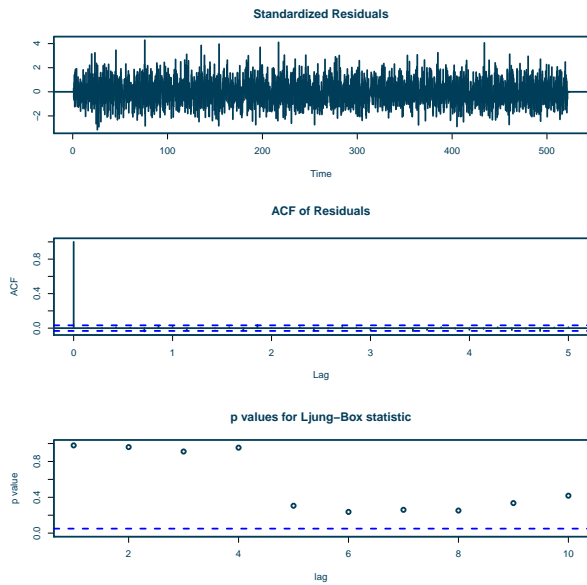 Standardized Residuals
4
2
0
−2
0 100 200 300 400 500
Time
ACF of Residuals
ACF
0.8
0.4
0.0
0 1 2 3 4 5
Lag
p values for Ljung−Box statistic
p value
0.8
0.4
0.0
2 4 6 8 10
lag